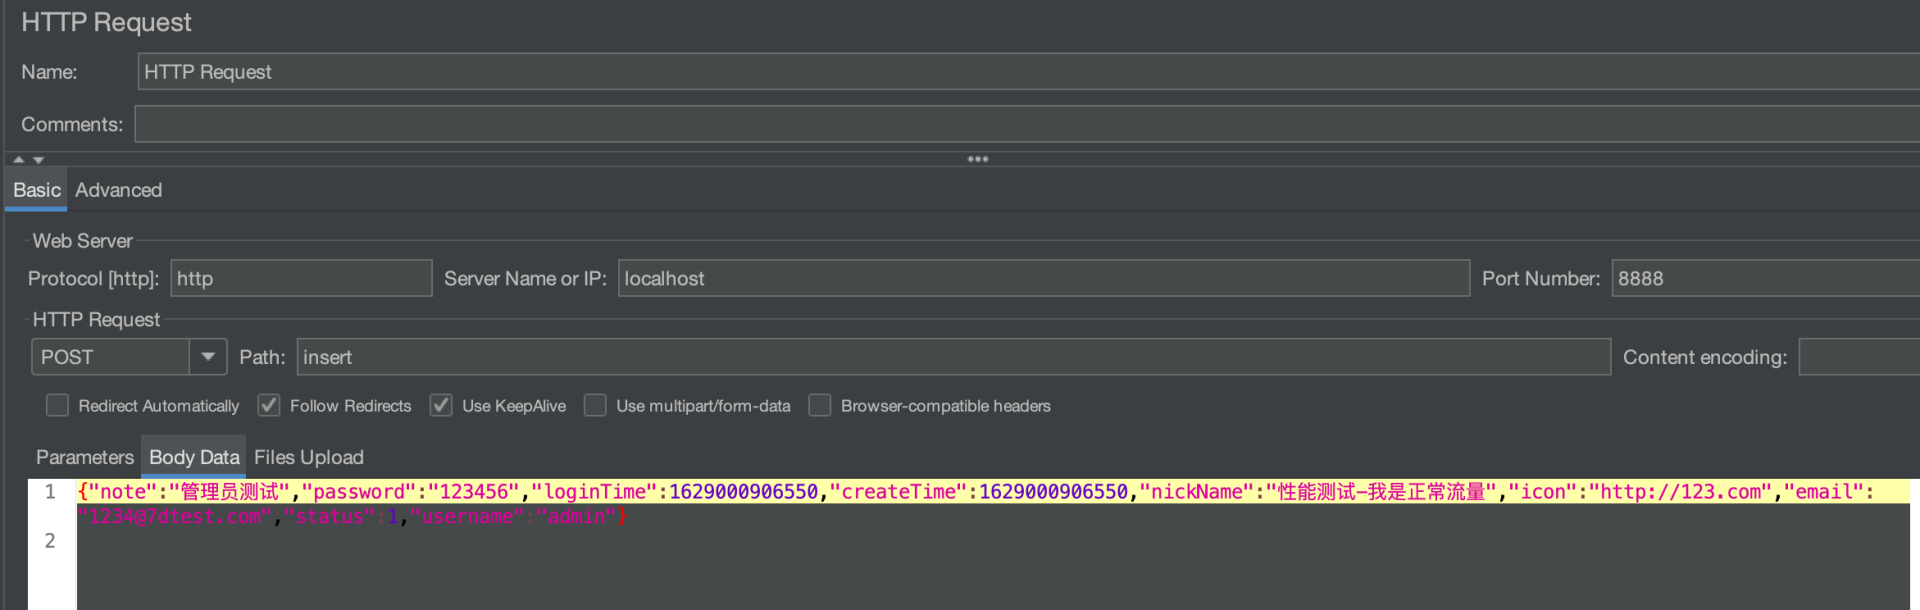 HTTP Request
Name: HTTP Request
Comments:
Basic Advanced
Web Server
Protocol [http]: http Server Name or IP: localhost Port Number: 8888
HTTP Request
POST Path: insert Content encoding:
Redirect Automatically Follow Redirects Use KeepAlive Use multipart/form-data Browser-compatible headers
Parameters Body Data Files Upload
1 {"note":"管理员测试","password":"123456","loginTime":1629000906550,"createTime":1629000906550,"nickName":"性能测试-我是正常流量","icon":"http://123.com","email":
"1234@7dtest.com","status":1,"username":"admin"}
2